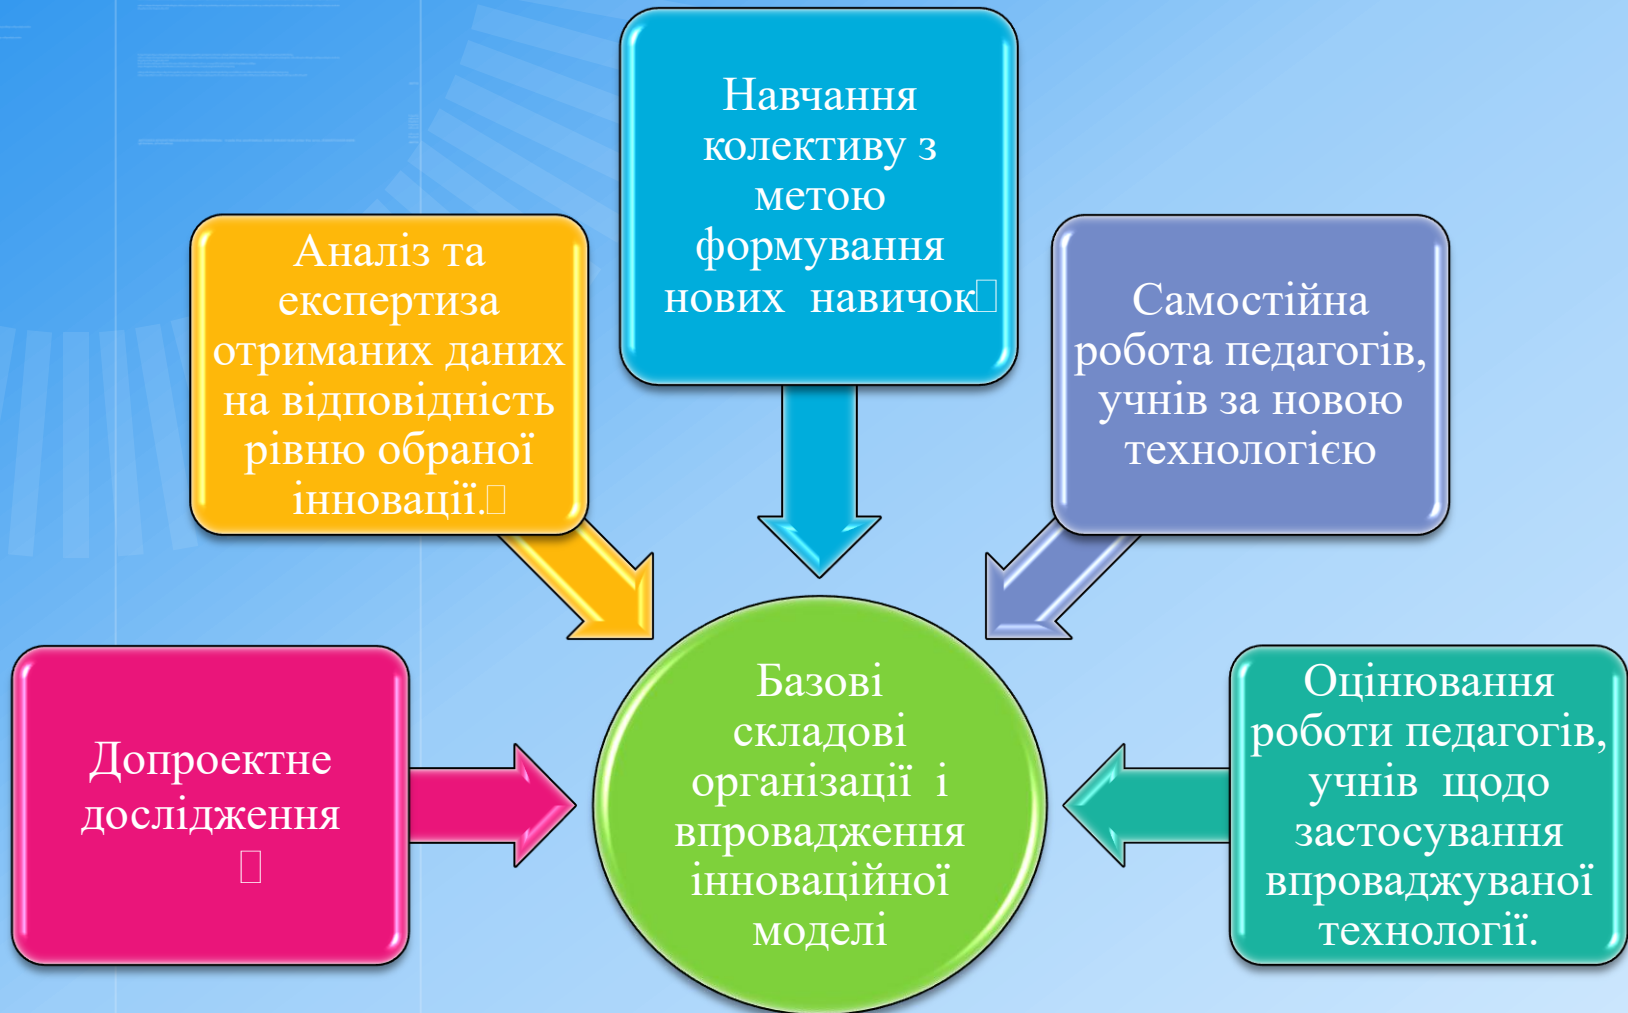 Навчання
колективу з
метою
формування
нових навичок
Аналіз та
експертиза
отриманих даних
на відповідність
рівню обраної
інновації.
Самостійна
робота педагогів,
учнів за новою
технологією
Допроектне
дослідження
Базові
складові
організації і
впровадження
інноваційної
моделі
Оцінювання
роботи педагогів,
учнів щодо
застосування
впроваджуваної
технології.